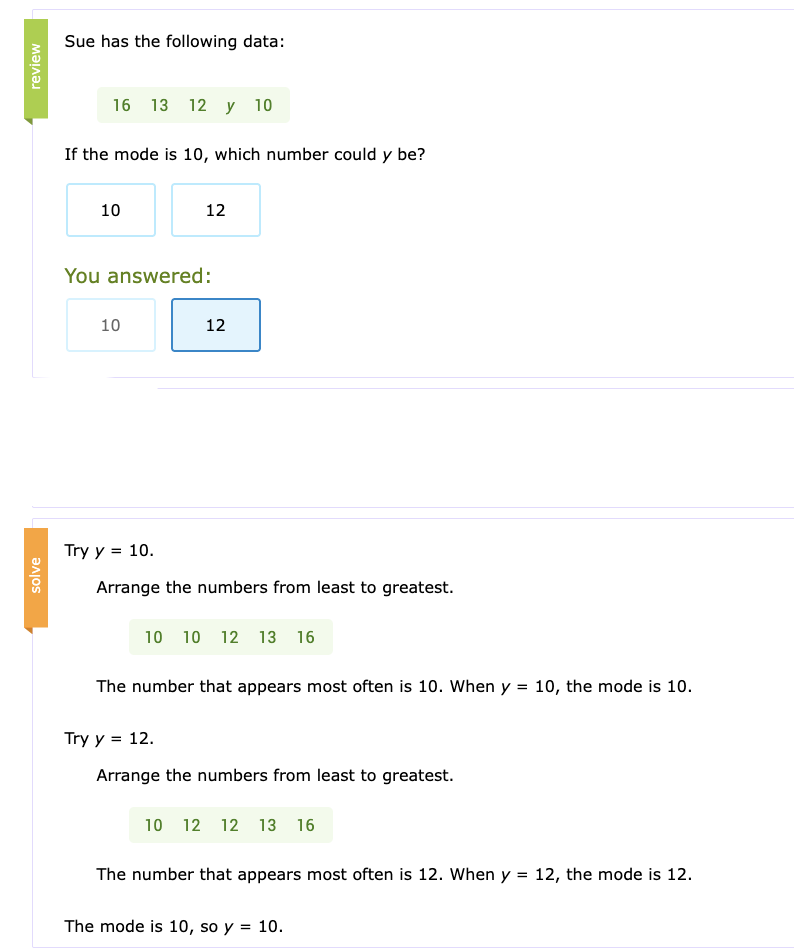 review
Sue has the following data:
16 13 12 y 10
If the mode is 10, which number could y be?
10 12
You answered:
10 12
solve
Try y = 10.
Arrange the numbers from least to greatest.
10 10 12 13 16
The number that appears most often is 10. When y = 10, the mode is 10.
Try y = 12.
Arrange the numbers from least to greatest.
10 12 12 13 16
The number that appears most often is 12. When y = 12, the mode is 12.
The mode is 10, so y = 10.